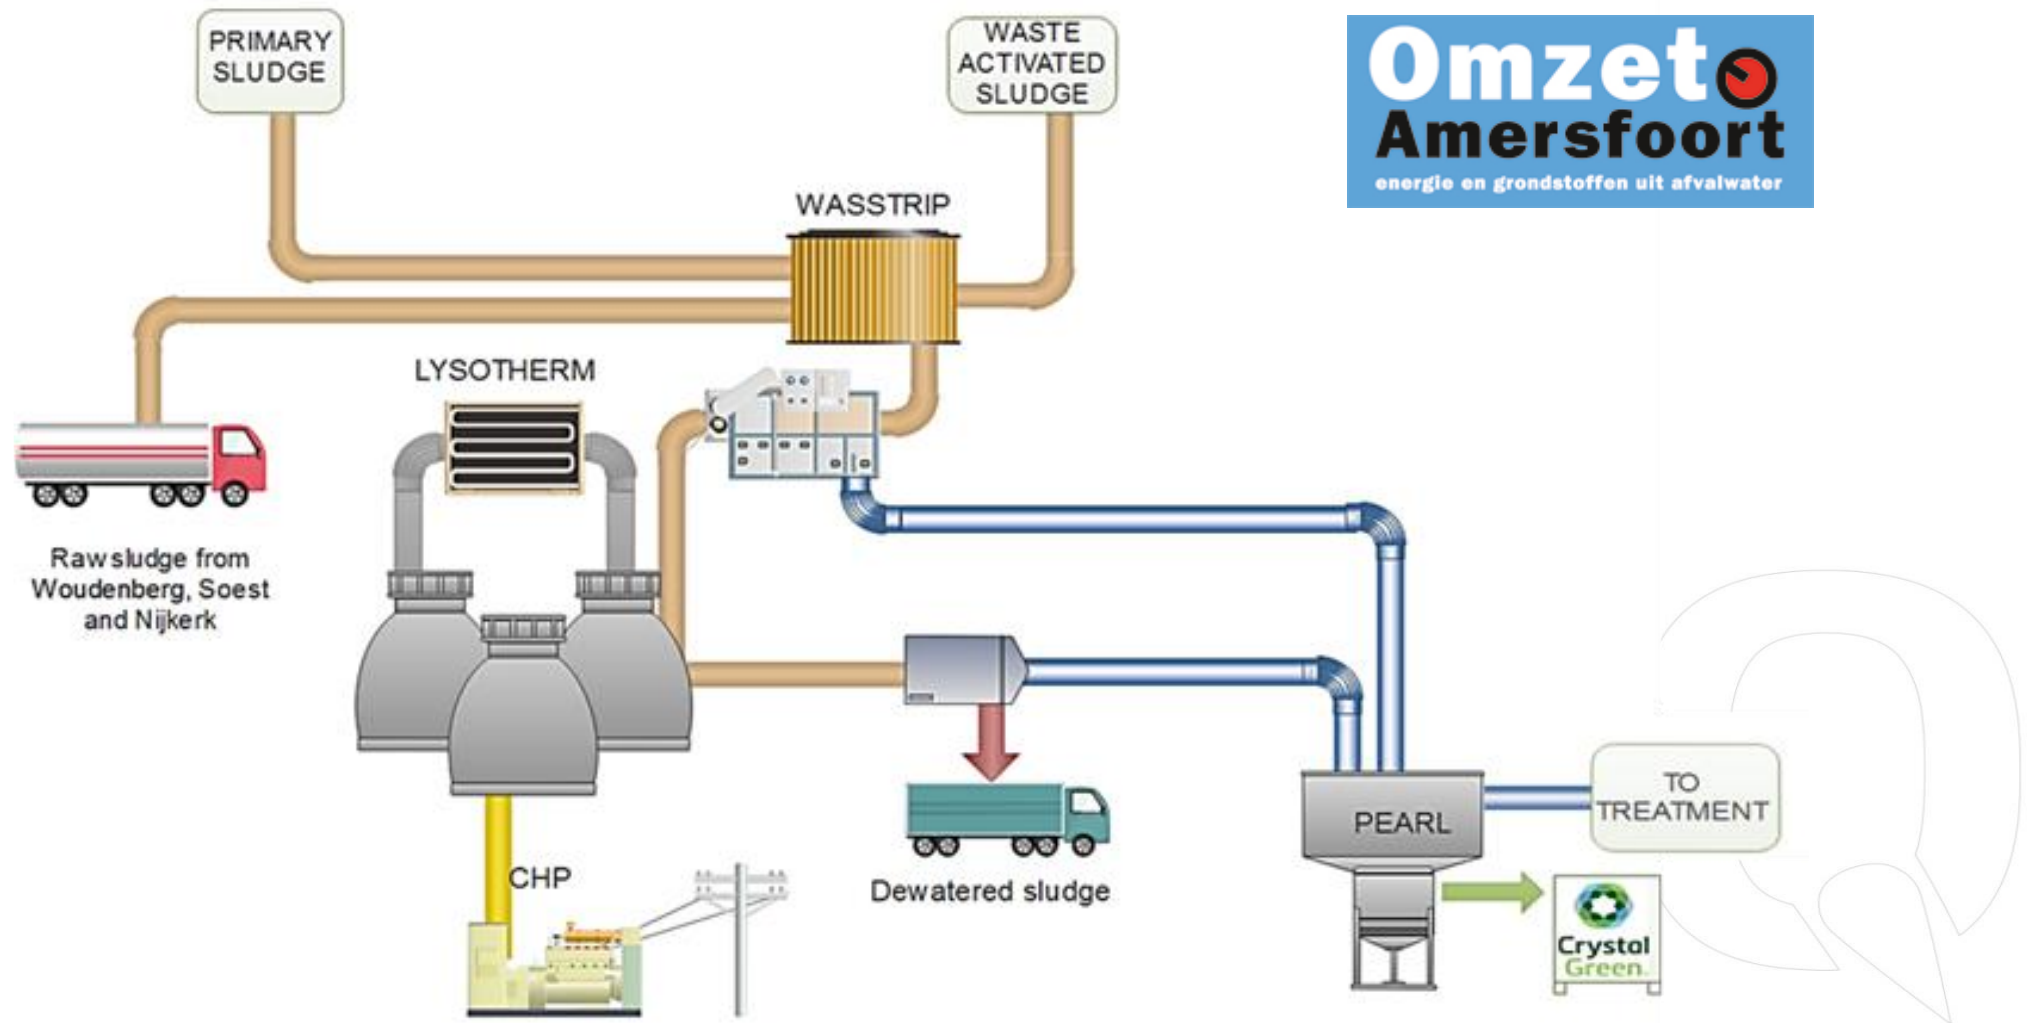 PRIMARY
SLUDGE
WASTE
ACTIVATED
SLUDGE
Omzet
Amersfoort
energie en grondstoffen uit afvalwater
WASSTRIP
LYSOTHERM
Raw sludge from
Woudenberg, Soest
and Nijkerk
TO
TREATMENT
PEARL
CHP
Dewatered sludge
Crystal
Green